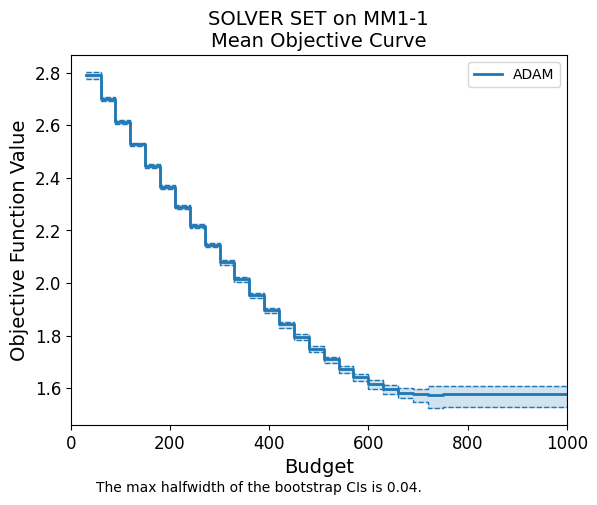 SOLVER SET on MM1-1
Mean Objective Curve
ADAM
Objective Function Value
2.8
2.6
2.4
2.2
2.0
1.8
1.6
0
200
400
600
800
1000
Budget
The max halfwidth of the bootstrap CIs is 0.04.